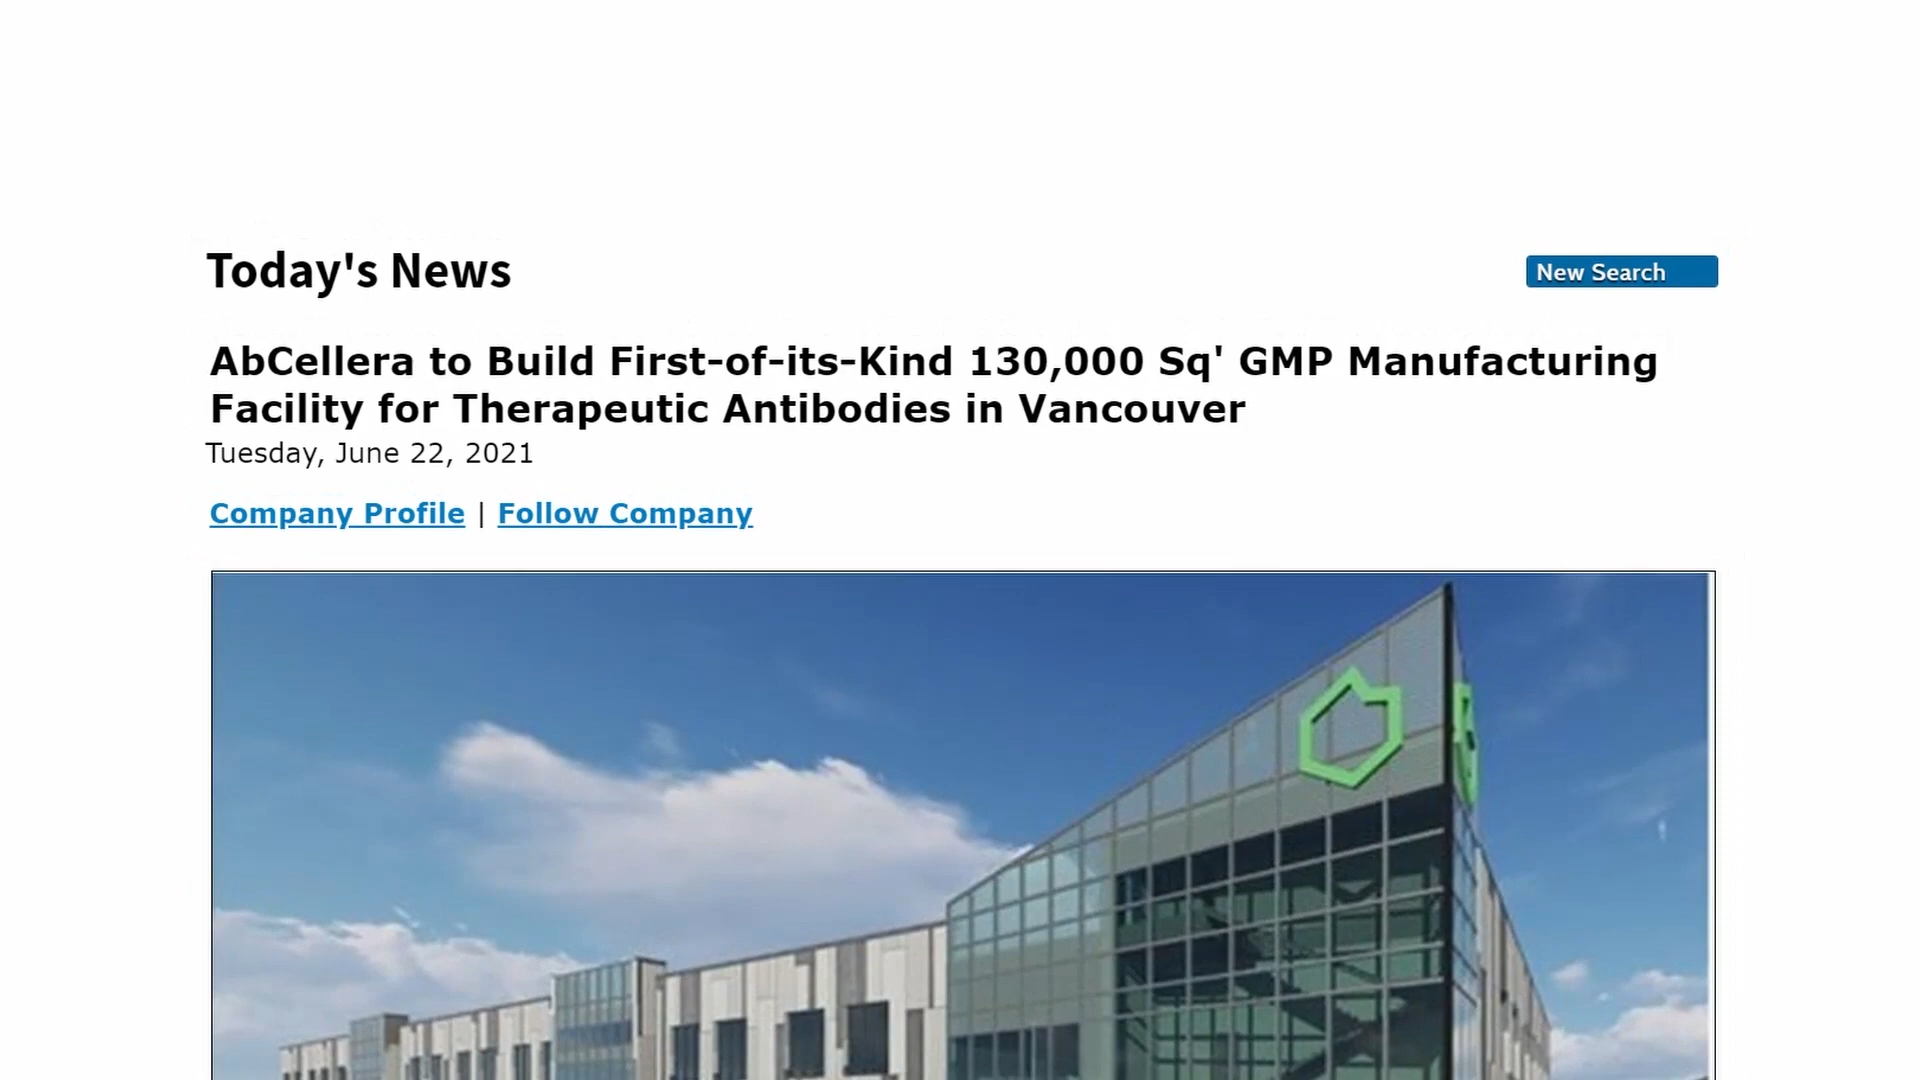 Today's News
New Search
AbCellera to Build First-of-its-Kind 130,000 Sq' GMP Manufacturing
Facility for Therapeutic Antibodies in Vancouver
Tuesday, June 22, 2021
Company Profile | Follow Company